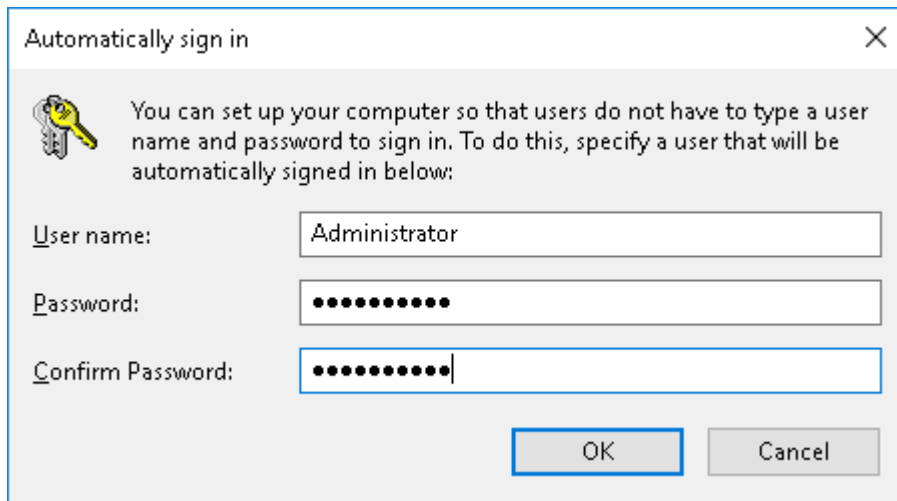 Automatically sign in
You can set up your computer so that users do not have to type a user
name and password to sign in. To do this, specify a user that will be
automatically signed in below:
User name:
Administrator
Password:
●●●●●●●●●●
Confirm Password:
●●●●●●●●●●
OK
Cancel